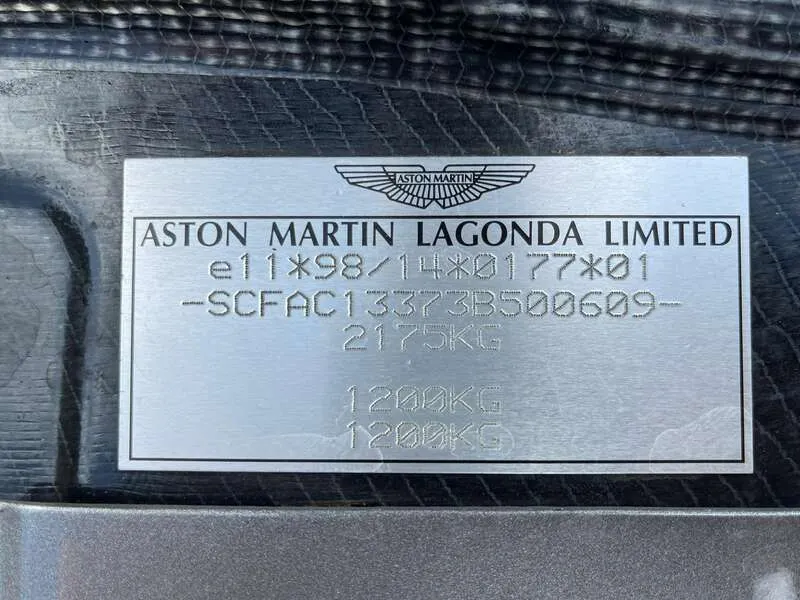 ASTON MARTIN
ASTON MARTIN LAGONDA LIMITED
e11*98/14*0177*01
-SCFAC13373B500609-
2175KG
1200KG
1200KG